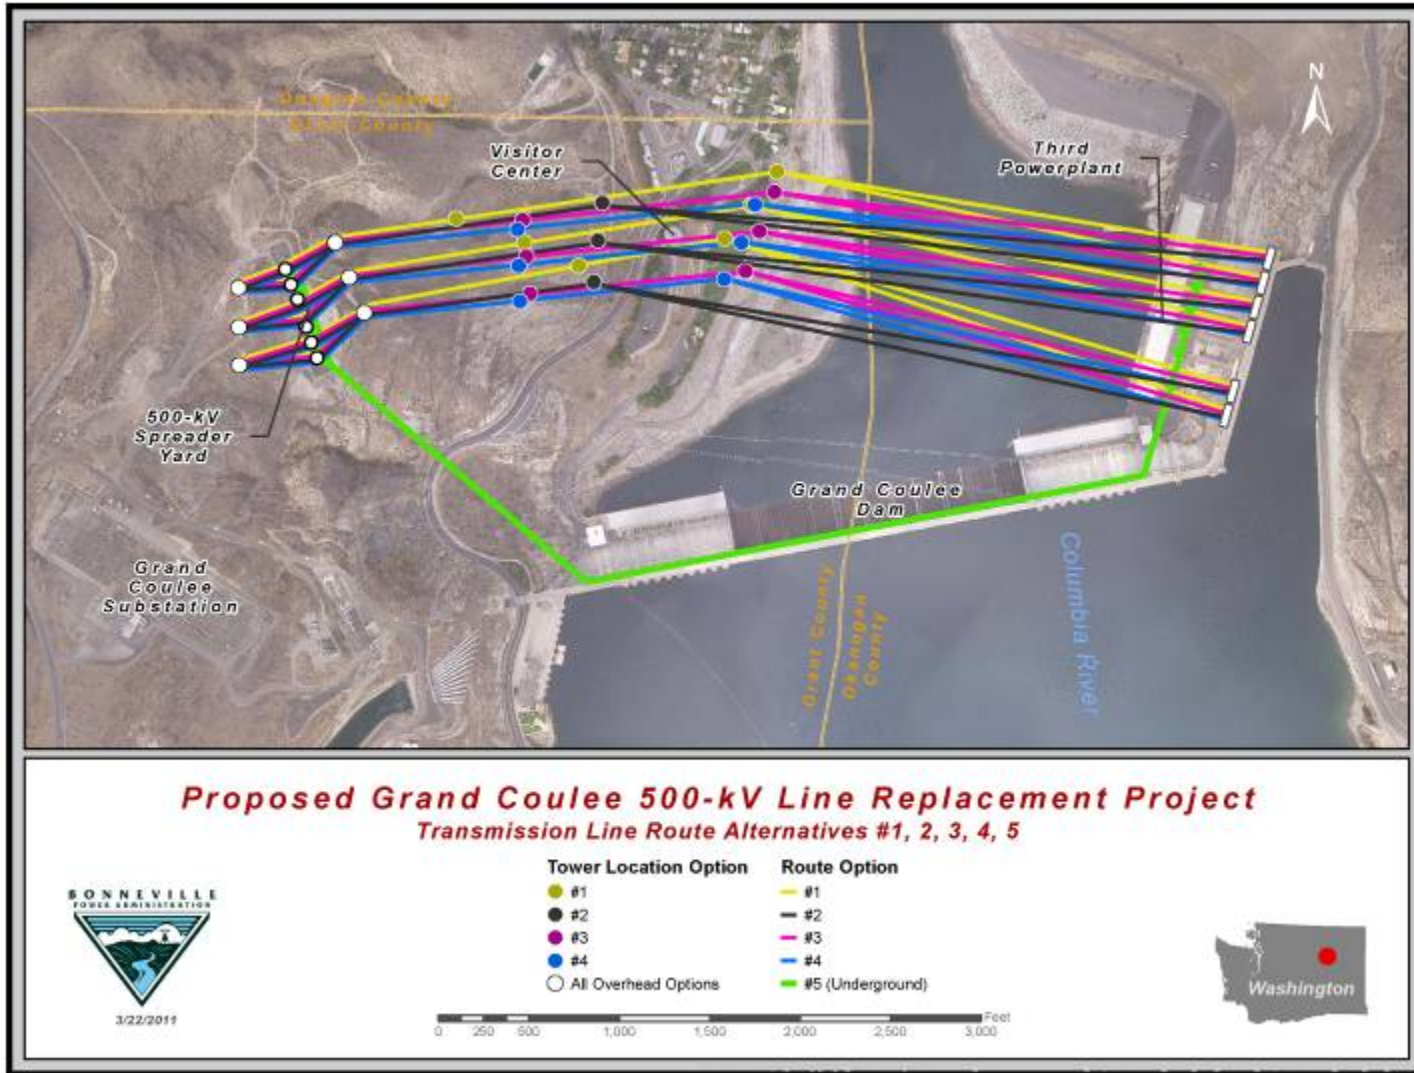 N
Douglas County
Grant County
Visitor
Center
Third
Powerplant
500-kV
Spreader
Yard
Grand Coulee
Dam
Grand
Coulee
Substation
Columbia River
Grant County
Okanogan
County
Proposed Grand Coulee 500-kV Line Replacement Project
Transmission Line Route Alternatives #1, 2, 3, 4, 5
Tower Location Option
#1
#2
#3
#4
All Overhead Options
Route Option
#1
#2
#3
#4
#5 (Underground)
BONNEVILLE
POWER ADMINISTRATION
3/22/2011
Feet
0 250 500 1,000 1,500 2,000 2,500 3,000
Washington